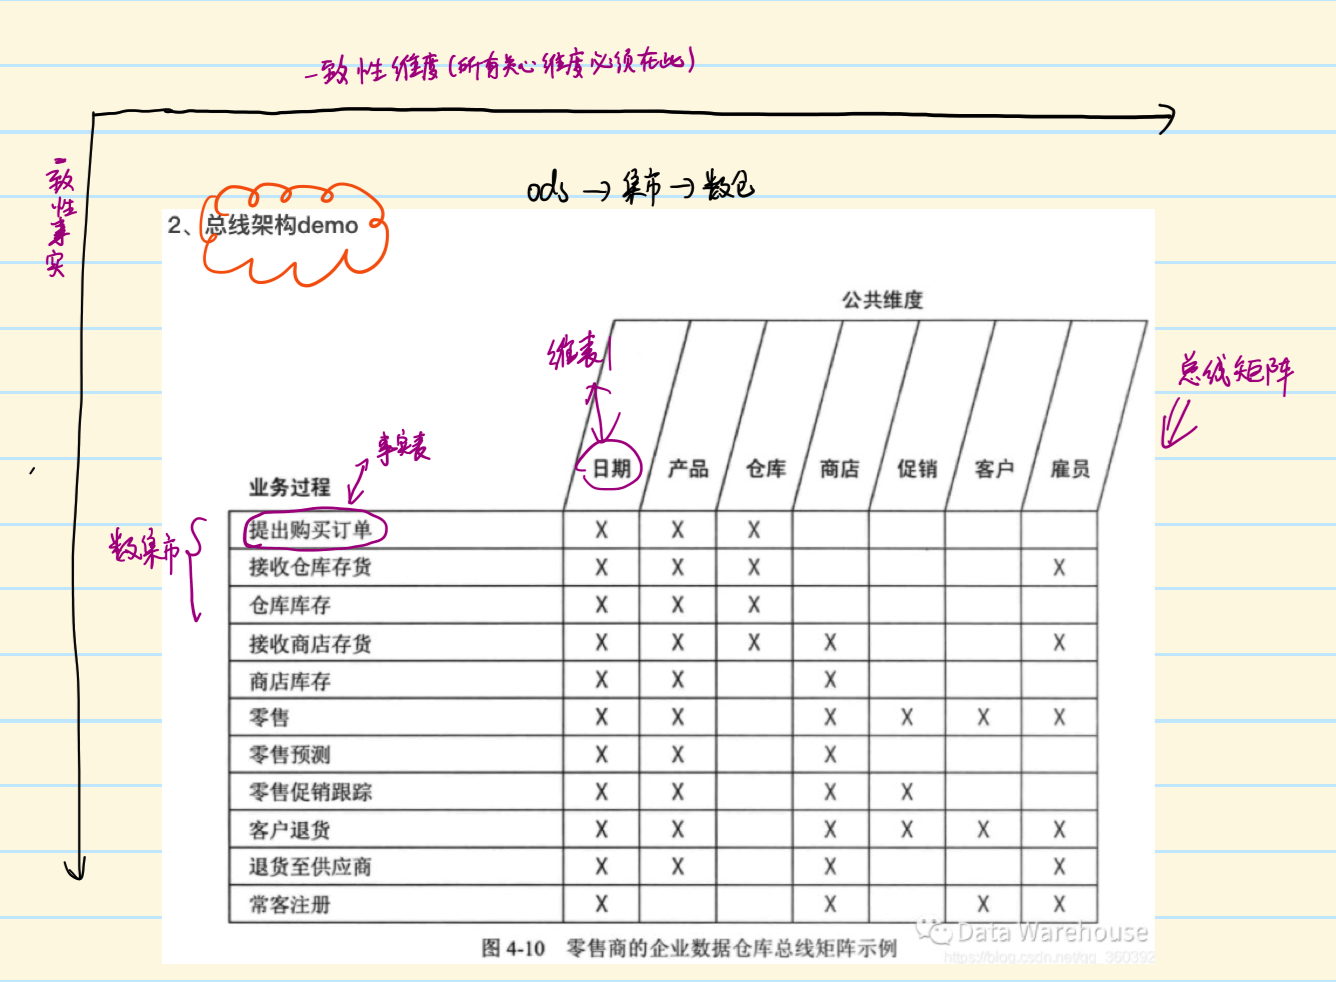 一致性维度(所有关心维度必须在此)
一致性事实
ods → 集市 → 数仓
2、总线架构demo
公共维度
维表
总线矩阵
事实表
业务过程 日期 产品 仓库 商店 促销 客户 雇员
数集市
提出购买订单 X X X
接收仓库存货 X X X X
仓库库存 X X X
接收商店存货 X X X X X
商店库存 X X X
零售 X X X X X X
零售预测 X X X
零售促销跟踪 X X X X
客户退货 X X X X X X
退货至供应商 X X X X
常客注册 X X X X
图 4-10 零售商的企业数据仓库总线矩阵示例
Data Warehouse
https://blog.csdn.net/qq_360392